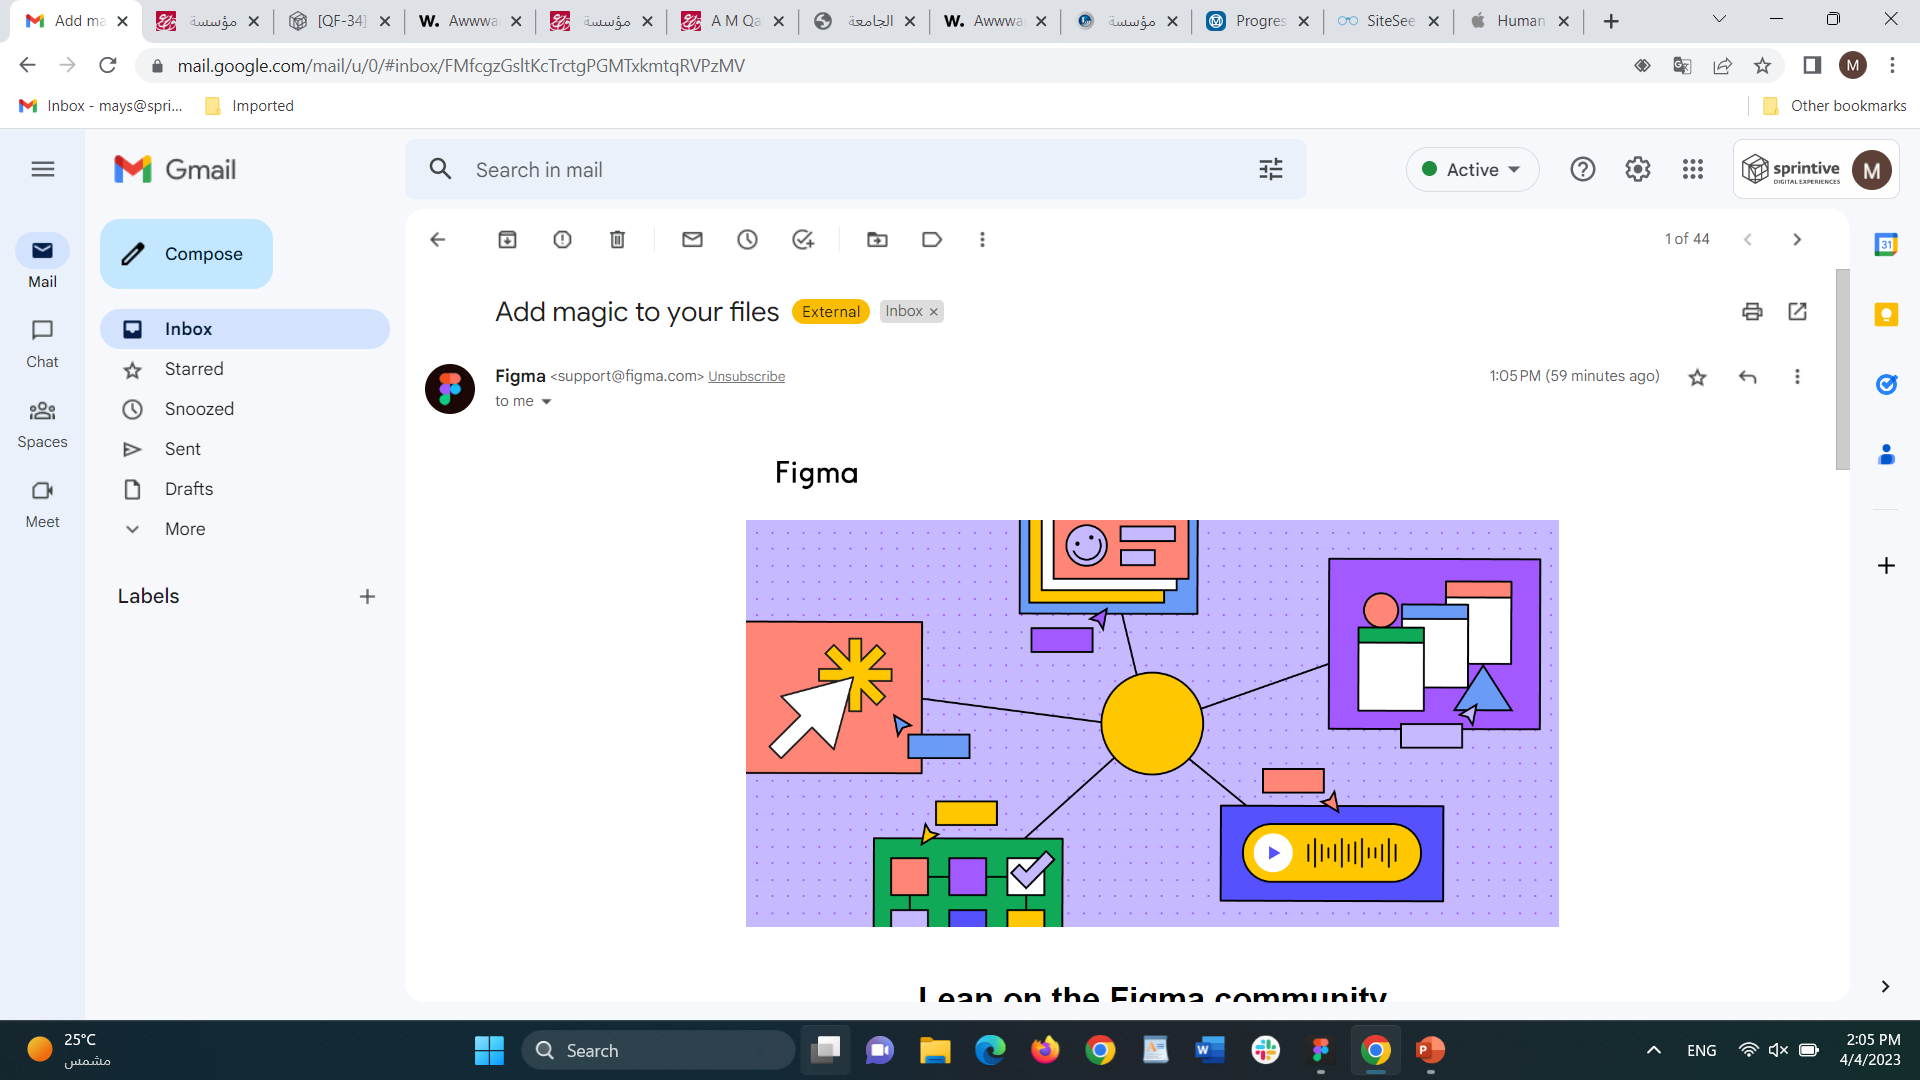 Add ma
مؤسسة
[QF-34]
Awwwa
مؤسسة
A M Qa
الجامعة
Awwwa
مؤسسة
Progres
SiteSee
Human
mail.google.com/mail/u/0/#inbox/FMfcgzGsltKcTrctgPGMTxkmtqRVPzMV
M
Inbox - mays@spri...
Imported
Other bookmarks
Gmail
Search in mail
Active
sprintive
DIGITAL EXPERIENCES
M
Compose
1 of 44
31
Mail
Chat
Spaces
Meet
Inbox
Starred
Snoozed
Sent
Drafts
More
Labels
Add magic to your files
External
Inbox ×
Figma <support@figma.com> Unsubscribe
1:05 PM (59 minutes ago)
to me
Figma
Lean on the Figma community
25°C
مشمس
Search
ENG
2:05 PM
4/4/2023